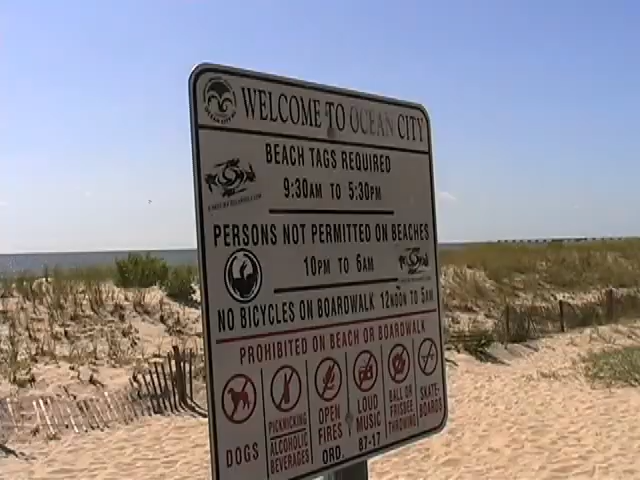 WELCOME TO OCEAN CITY
BEACH TAGS REQUIRED
9:30AM TO 5:30PM
PERSONS NOT PERMITTED ON BEACHES
10PM TO 6AM
NO BICYCLES ON BOARDWALK 12NOON TO 5AM
PROHIBITED ON BEACH OR BOARDWALK
DOGS
PICKNICKING
ALCOHOLIC
BEVERAGES
OPEN
FIRES
LOUD
MUSIC
BALL OR
FRISBEE
THROWING
SKATE-
BOARDS
ORD. 87-17